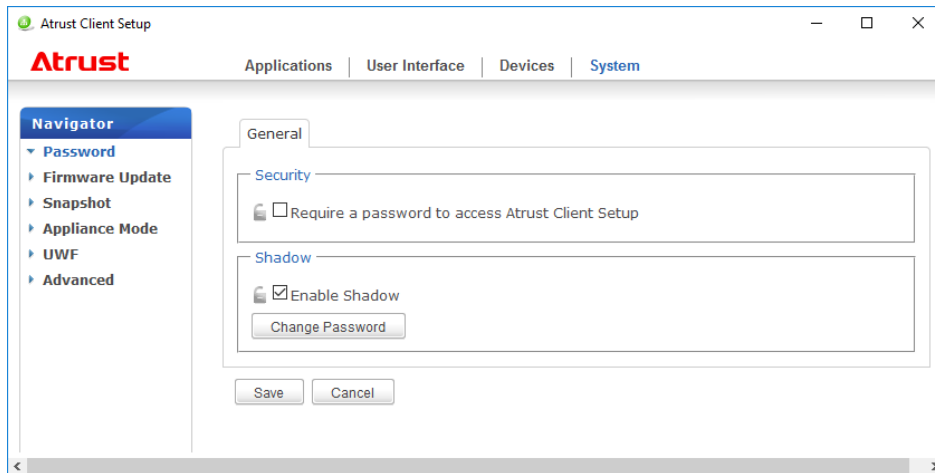 Atrust Client Setup
Atrust
Applications | User Interface | Devices | System
Navigator
Password
Firmware Update
Snapshot
Appliance Mode
UWF
Advanced
General
Security
Require a password to access Atrust Client Setup
Shadow
Enable Shadow
Change Password
Save Cancel